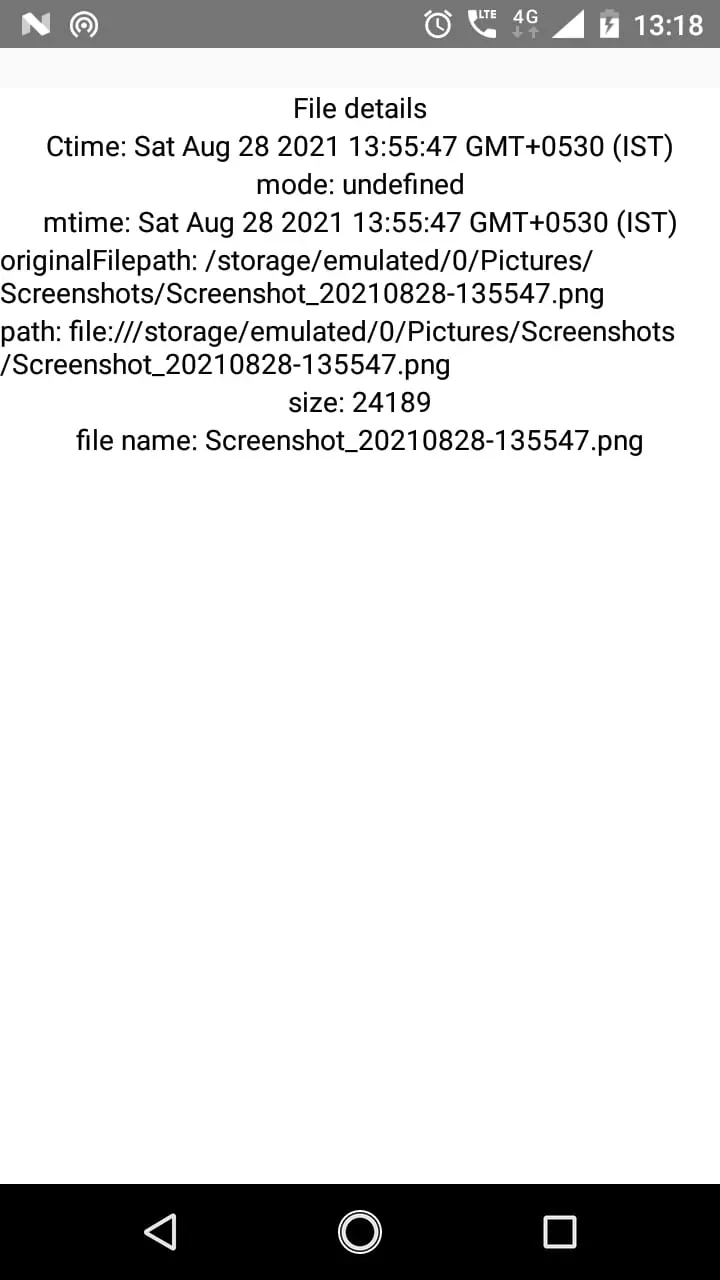 LTE 4G 13:18
File details
Ctime: Sat Aug 28 2021 13:55:47 GMT+0530 (IST)
mode: undefined
mtime: Sat Aug 28 2021 13:55:47 GMT+0530 (IST)
originalFilepath: /storage/emulated/0/Pictures/
Screenshots/Screenshot_20210828-135547.png
path: file:///storage/emulated/0/Pictures/Screenshots
/Screenshot_20210828-135547.png
size: 24189
file name: Screenshot_20210828-135547.png